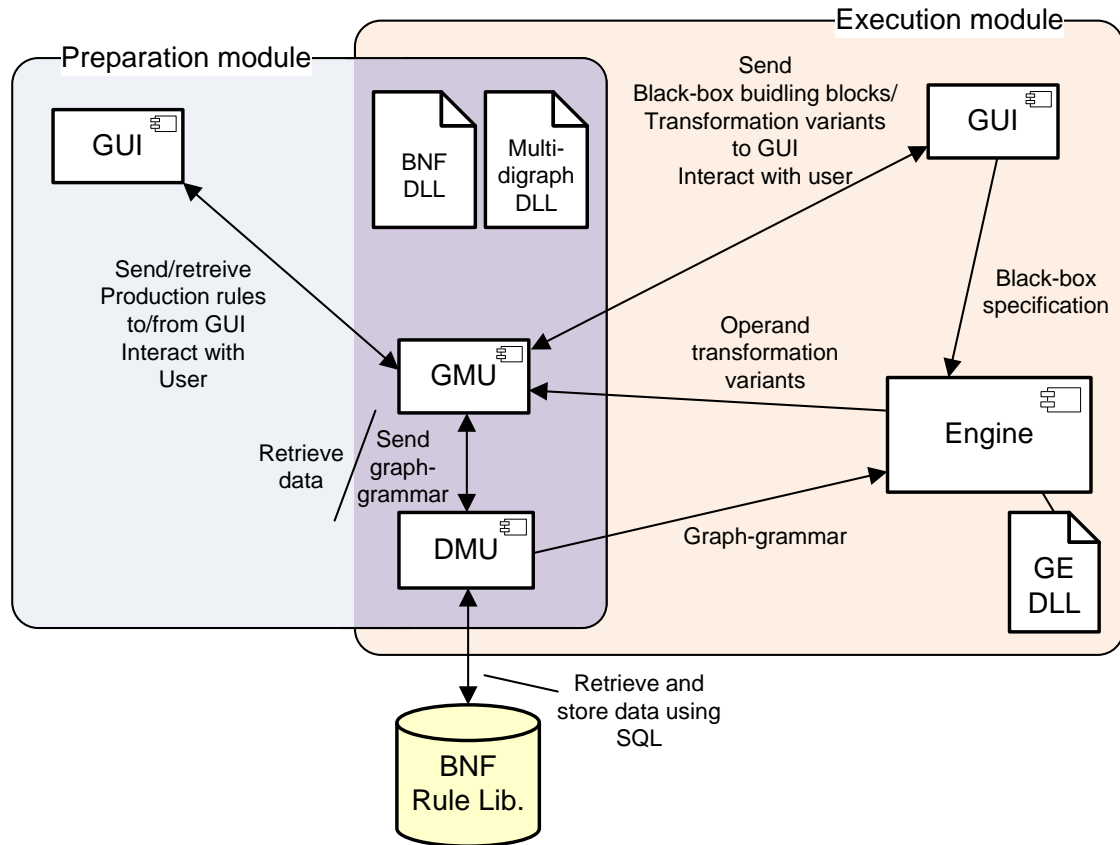 Execution module
Preparation module
GUI
BNF
DLL
Multi-
digraph
DLL
Send
Black-box buidling blocks/
Transformation variants
to GUI
Interact with user
GUI
Send/retreive
Production rules
to/from GUI
Interact with
User
Black-box
specification
Operand
transformation
variants
GMU
Engine
Retrieve
data
Send
graph-
grammar
DMU
Graph-grammar
GE
DLL
Retrieve and
store data using
SQL
BNF
Rule Lib.